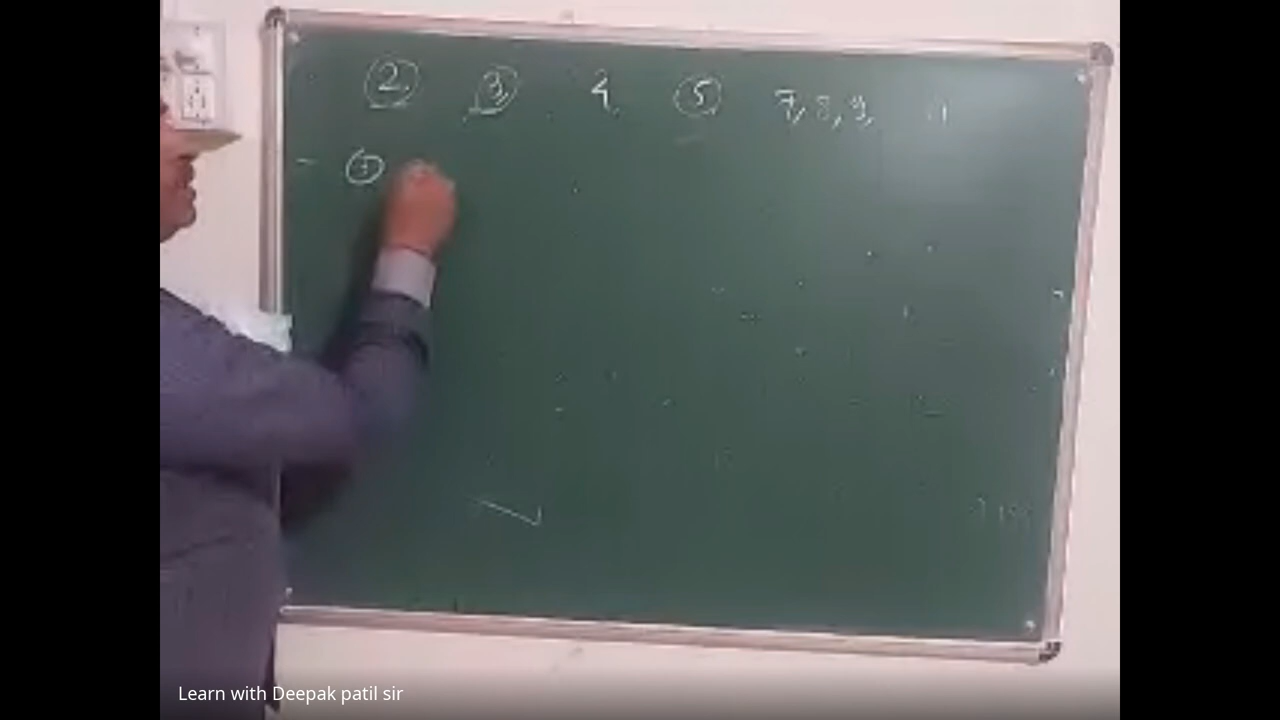 2, 3, 4, 5, 7, 8, 9,
Learn with Deepak patil sir